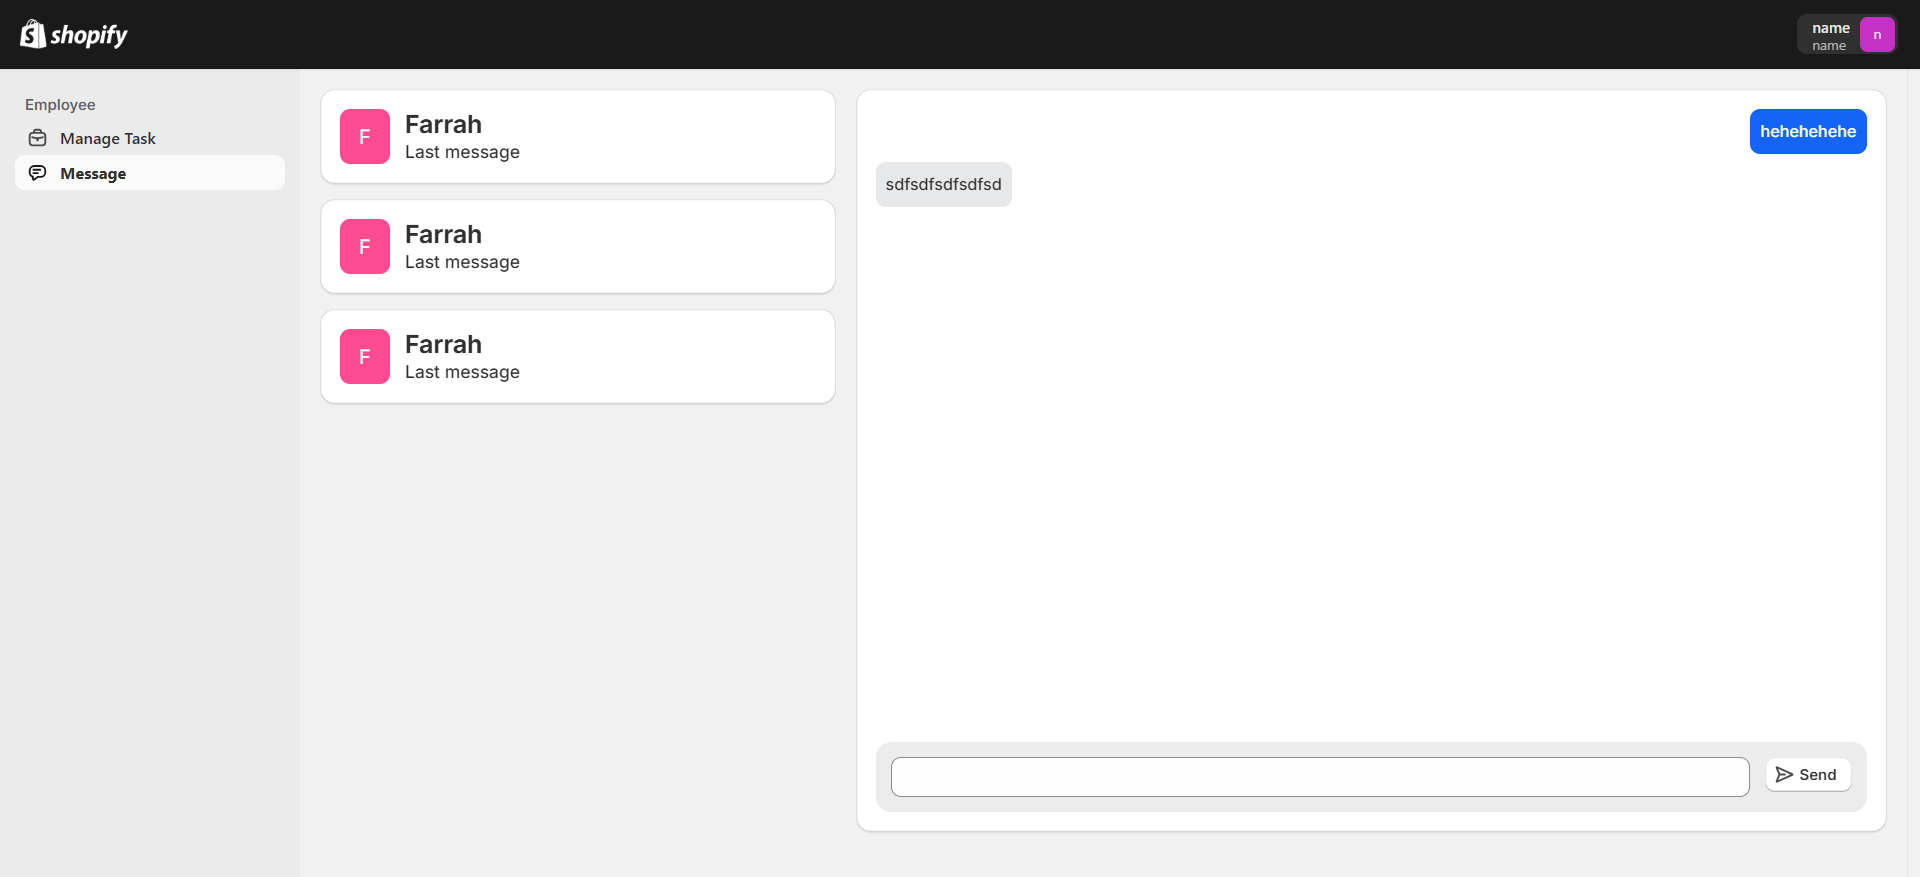 shopify
name
name
n
Employee
Manage Task
Message
F
Farrah
Last message
F
Farrah
Last message
F
Farrah
Last message
hehehehehe
sdfsdfsdfsdfsd
Send